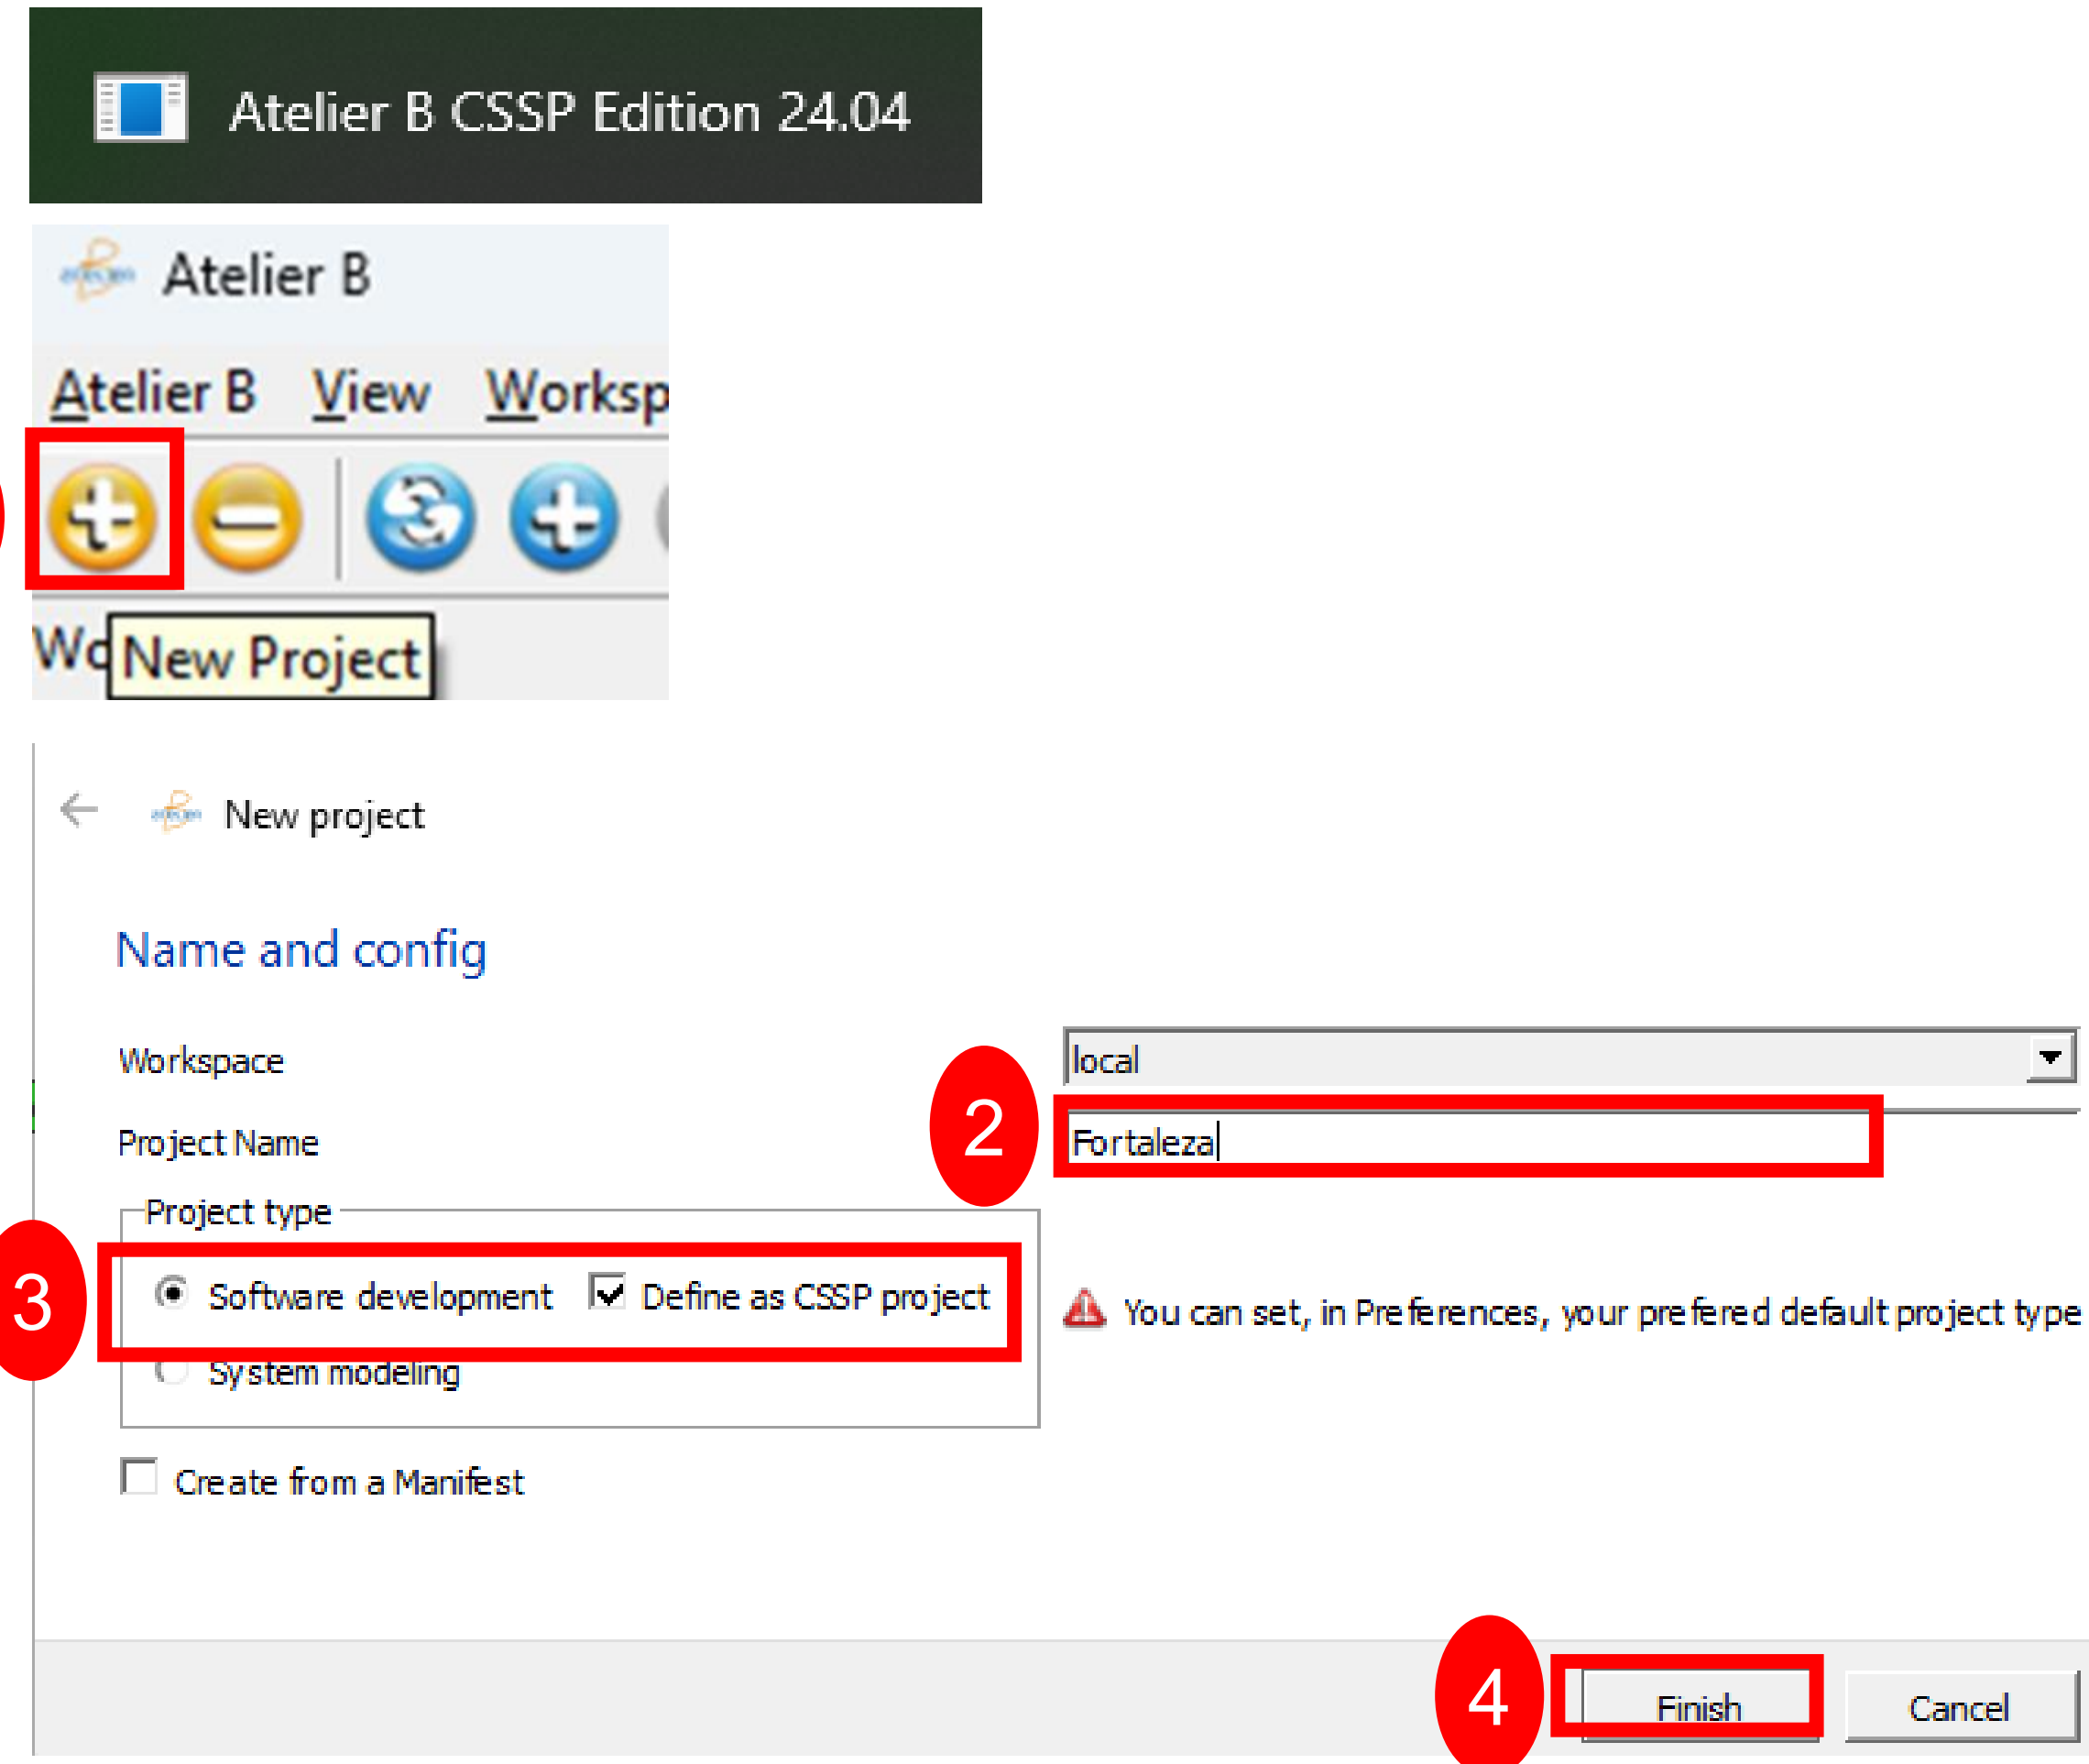 Atelier B CSSP Edition 24.04
Atelier B
Atelier B View Worksp
New Project
New project
Name and config
Workspace
local
2
Project Name
Fortaleza
Project type
3
Software development
Define as CSSP project
You can set, in Preferences, your prefered default project type
System modeling
Create from a Manifest
4
Finish
Cancel